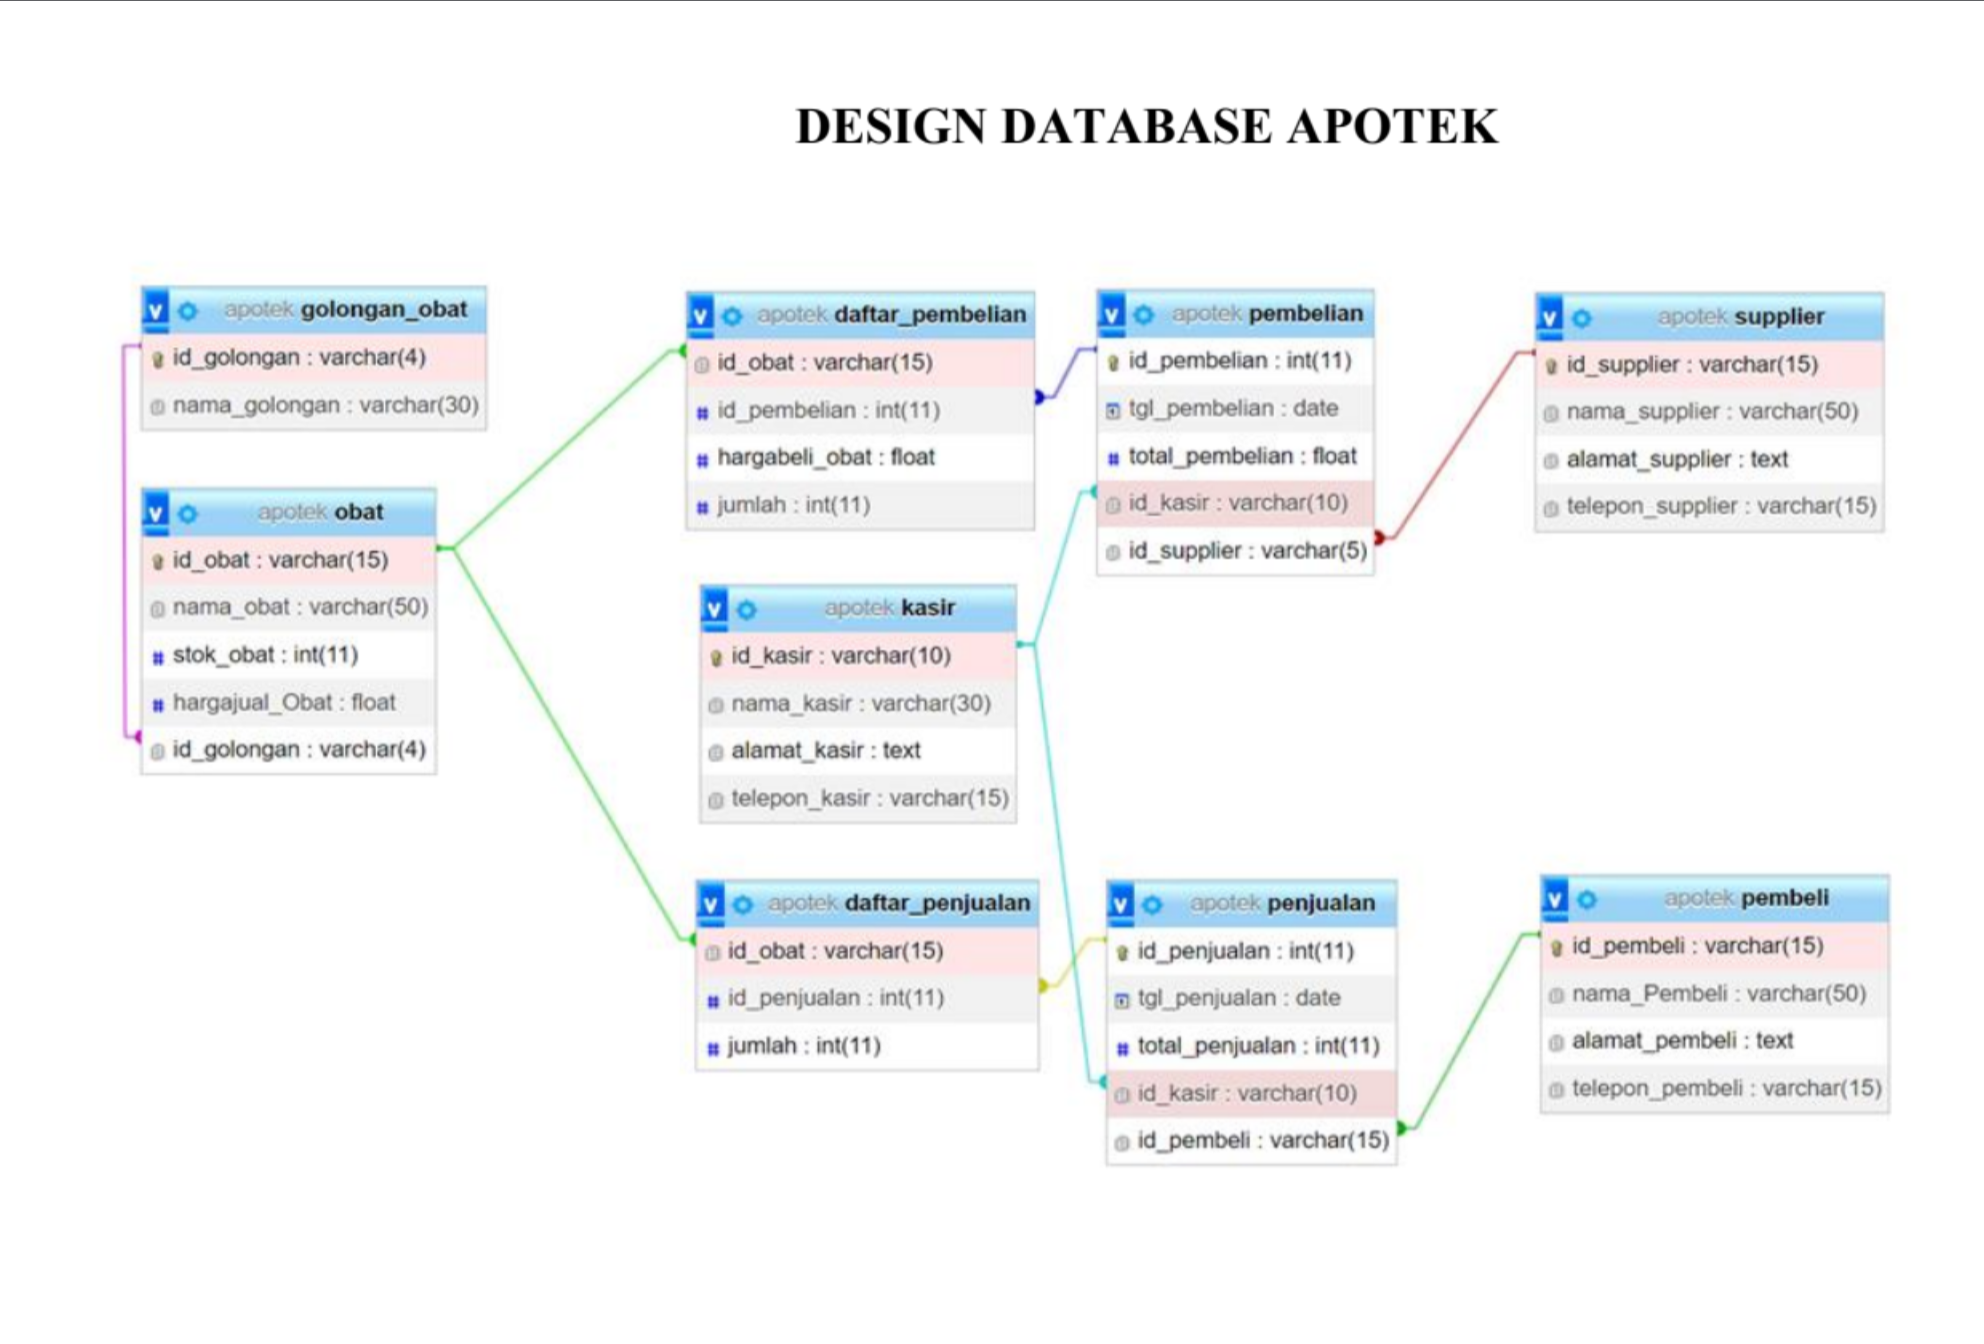 DESIGN DATABASE APOTEK
apotek golongan_obat
id_golongan : varchar(4)
nama_golongan : varchar(30)
apotek obat
id_obat : varchar(15)
nama_obat : varchar(50)
stok_obat : int(11)
hargajual_Obat : float
id_golongan : varchar(4)
apotek daftar_pembelian
id_obat : varchar(15)
id_pembelian : int(11)
hargabeli_obat : float
jumlah : int(11)
apotek kasir
id_kasir : varchar(10)
nama_kasir : varchar(30)
alamat_kasir : text
telepon_kasir : varchar(15)
apotek daftar_penjualan
id_obat : varchar(15)
id_penjualan : int(11)
jumlah : int(11)
apotek pembelian
id_pembelian : int(11)
tgl_pembelian : date
total_pembelian : float
id_kasir : varchar(10)
id_supplier : varchar(5)
apotek penjualan
id_penjualan : int(11)
tgl_penjualan : date
total_penjualan : int(11)
id_kasir : varchar(10)
id_pembeli : varchar(15)
apotek supplier
id_supplier : varchar(15)
nama_supplier : varchar(50)
alamat_supplier : text
telepon_supplier : varchar(15)
apotek pembeli
id_pembeli : varchar(15)
nama_Pembeli : varchar(50)
alamat_pembeli : text
telepon_pembeli : varchar(15)